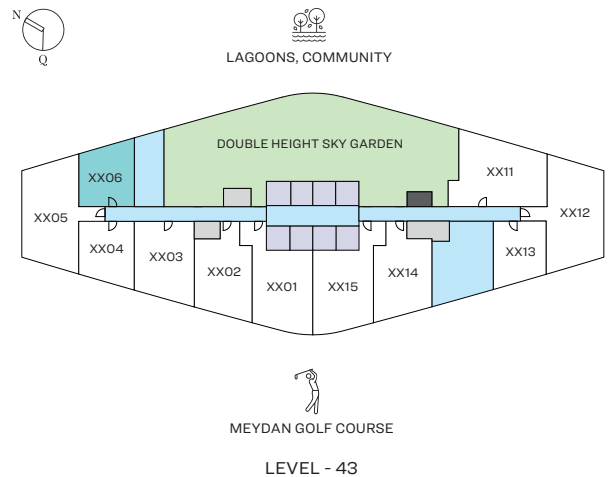 N
Q
LAGOONS, COMMUNITY
DOUBLE HEIGHT SKY GARDEN
XX06
XX11
XX05
XX12
XX04
XX03
XX02
XX01
XX15
XX14
XX13
MEYDAN GOLF COURSE
LEVEL - 43